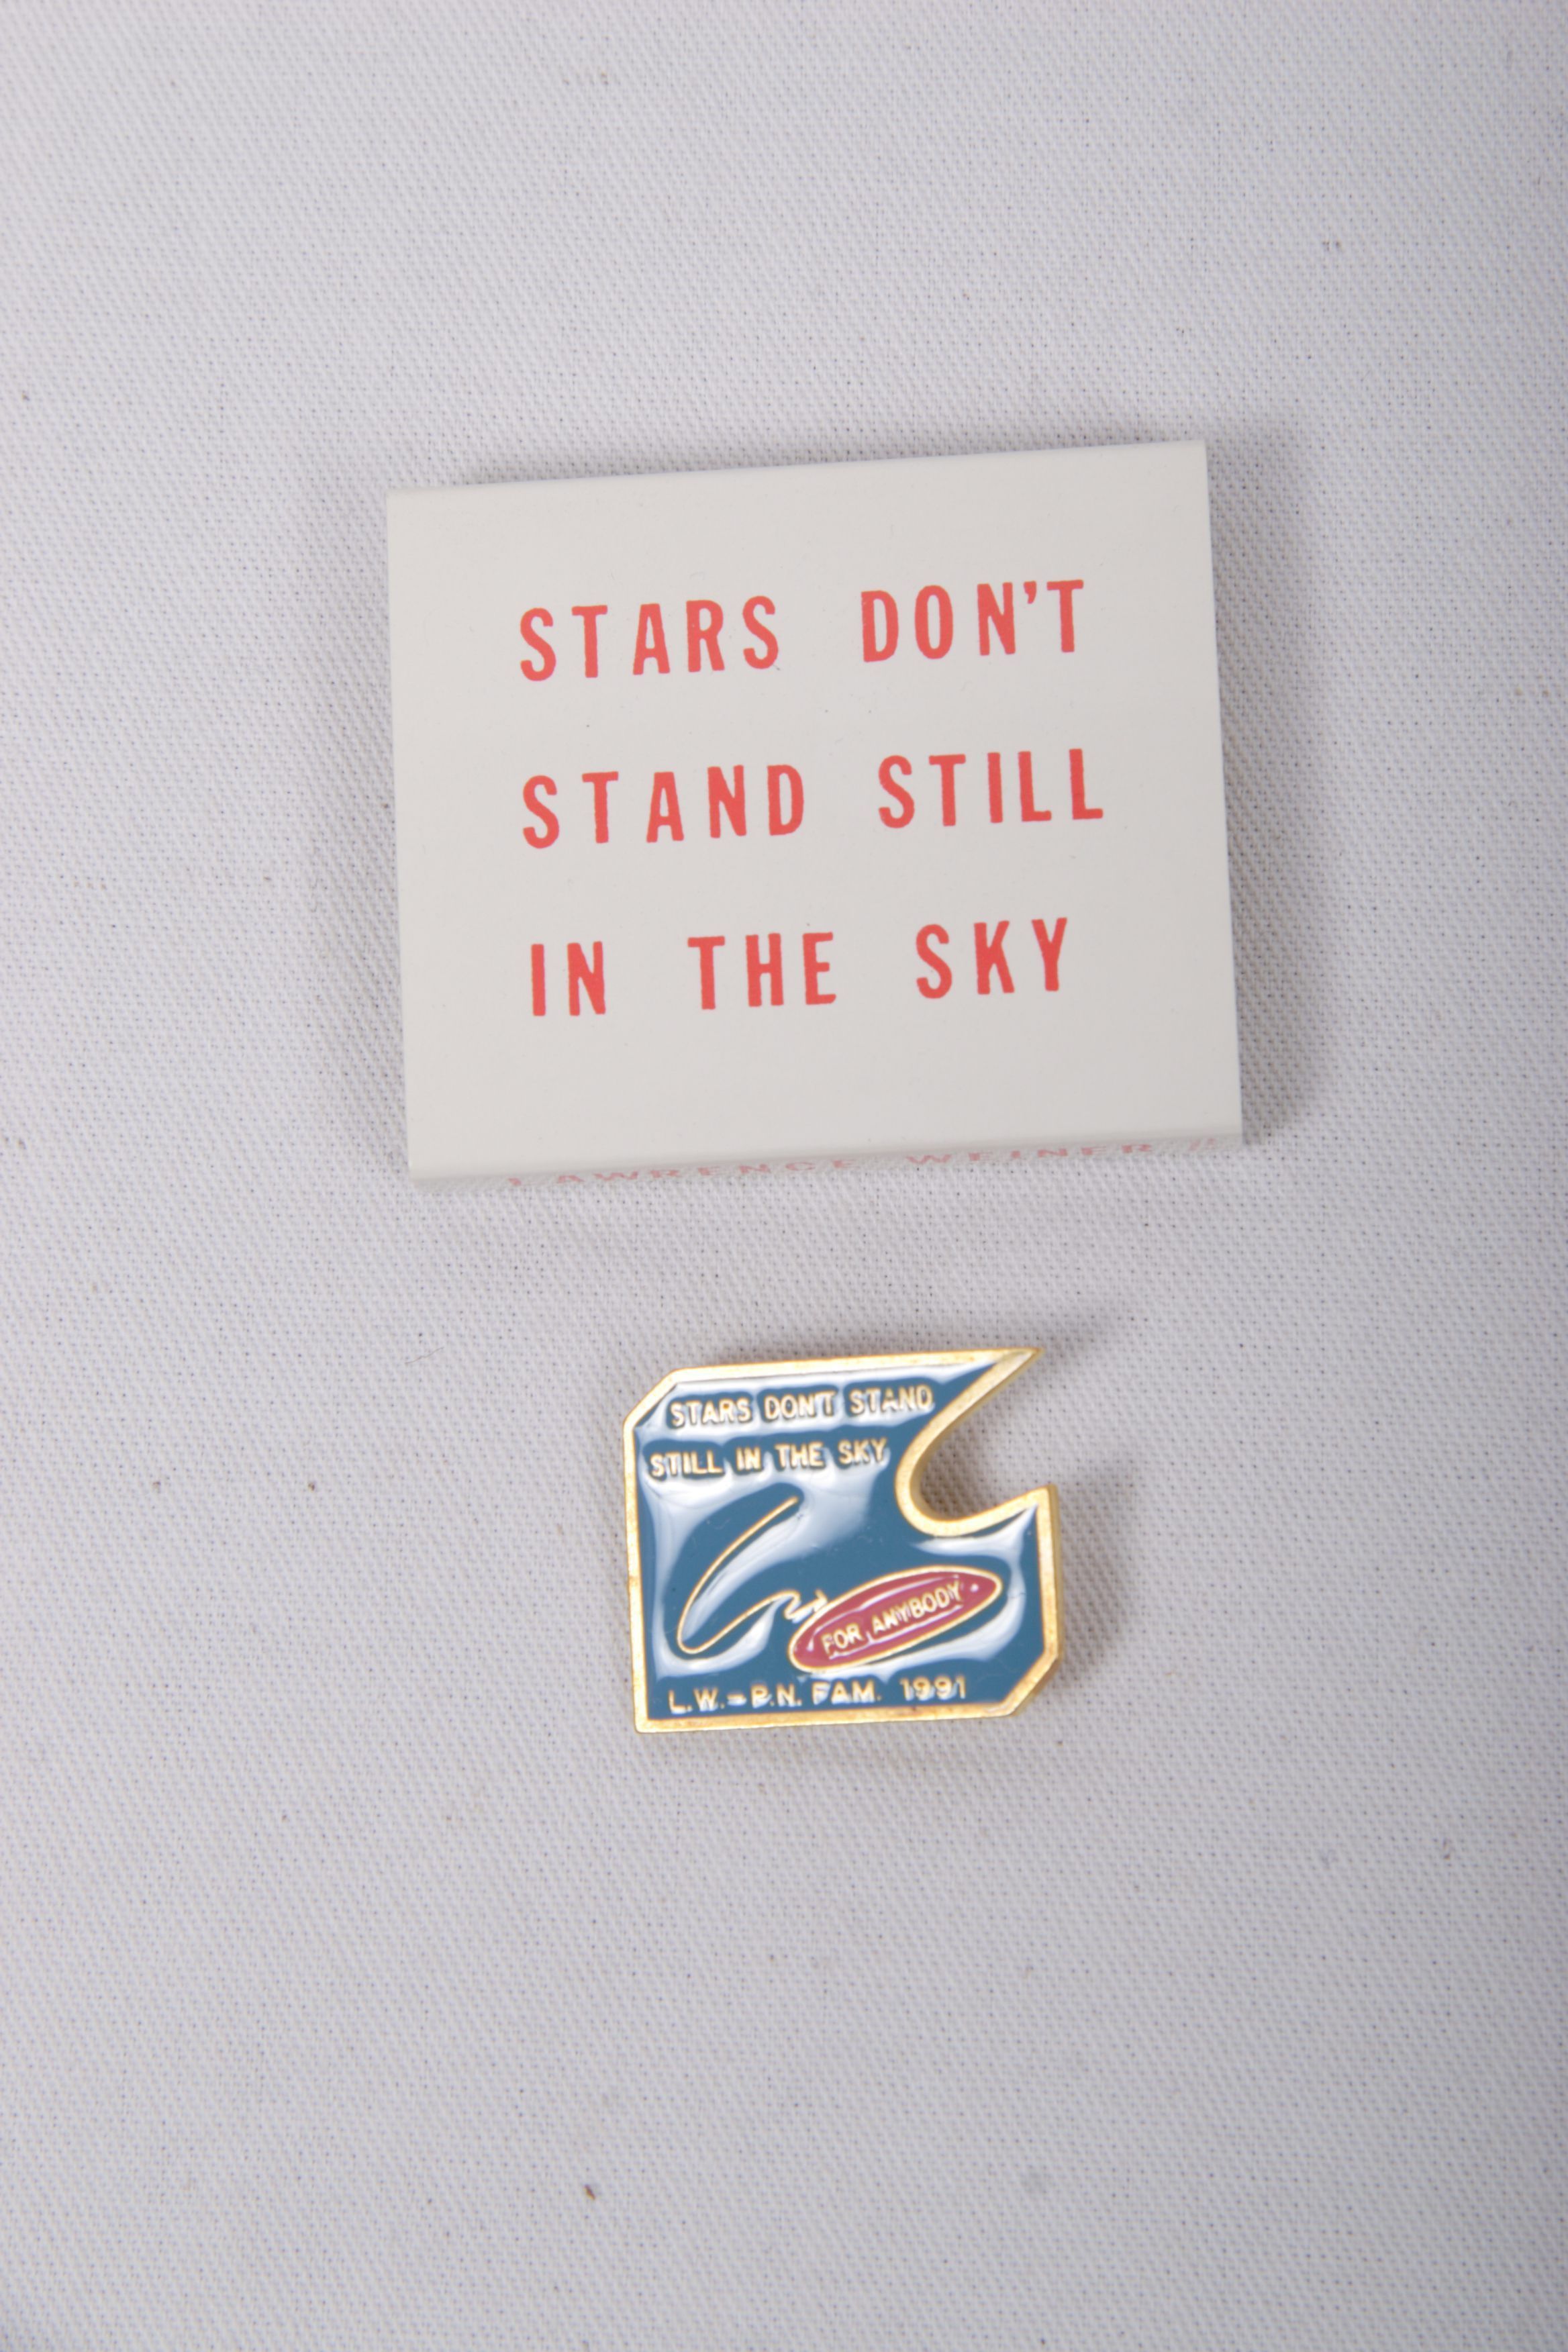 STARS DON'T
STAND STILL
IN THE SKY
LAWRENCE WEINER
STARS DON'T STAND
STILL IN THE SKY
FOR ANYBODY
L.W.-P.N. FAM. 1991